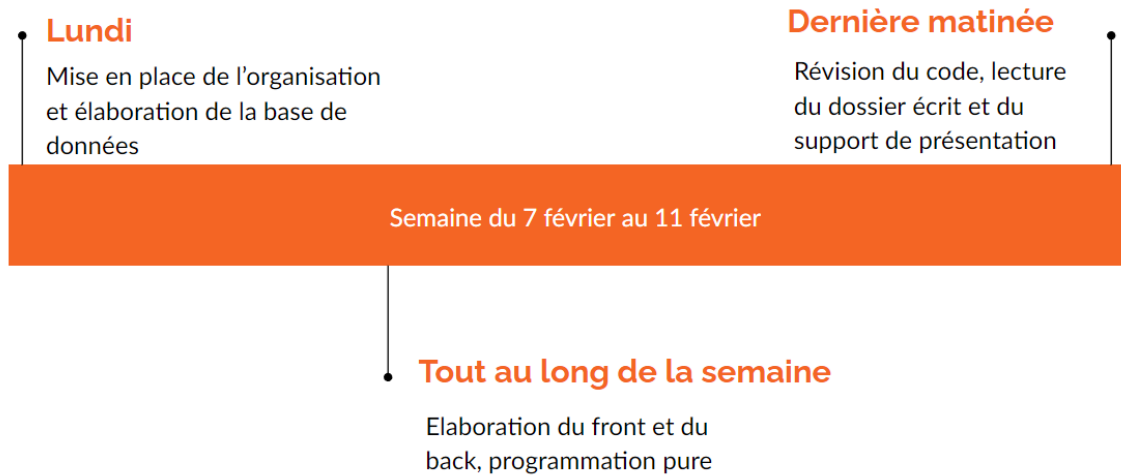 Lundi
Mise en place de l'organisation
et élaboration de la base de
données
Dernière matinée
Révision du code, lecture
du dossier écrit et du
support de présentation
Semaine du 7 février au 11 février
Tout au long de la semaine
Elaboration du front et du
back, programmation pure